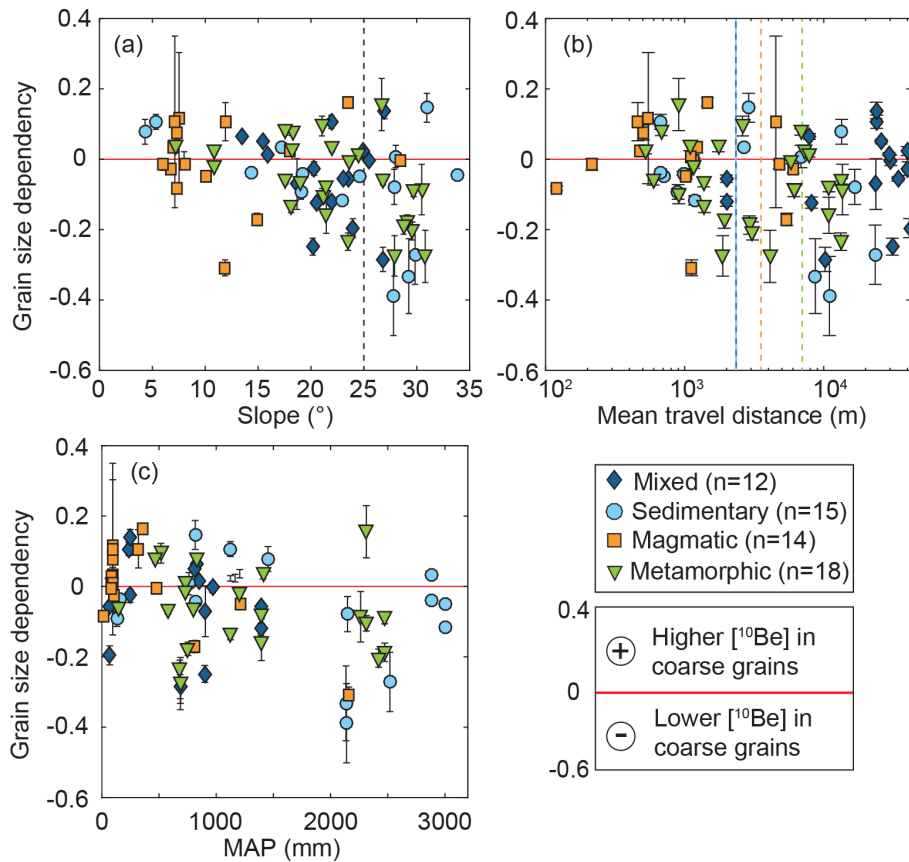 0.4
0.2
0
-0.2
-0.4
-0.6
Grain size dependency
(a)
0
5
10
15
20
25
30
35
Slope (°)
0.4
0.2
0
-0.2
-0.4
-0.6
(b)
10²
10³
10⁴
Mean travel distance (m)
0.4
0.2
0
-0.2
-0.4
-0.6
Grain size dependency
(c)
0
1000
2000
3000
MAP (mm)
Mixed (n=12)
Sedimentary (n=15)
Magmatic (n=14)
Metamorphic (n=18)
0.4
0
-0.6
+ Higher [¹⁰Be] in
coarse grains
- Lower [¹⁰Be] in
coarse grains